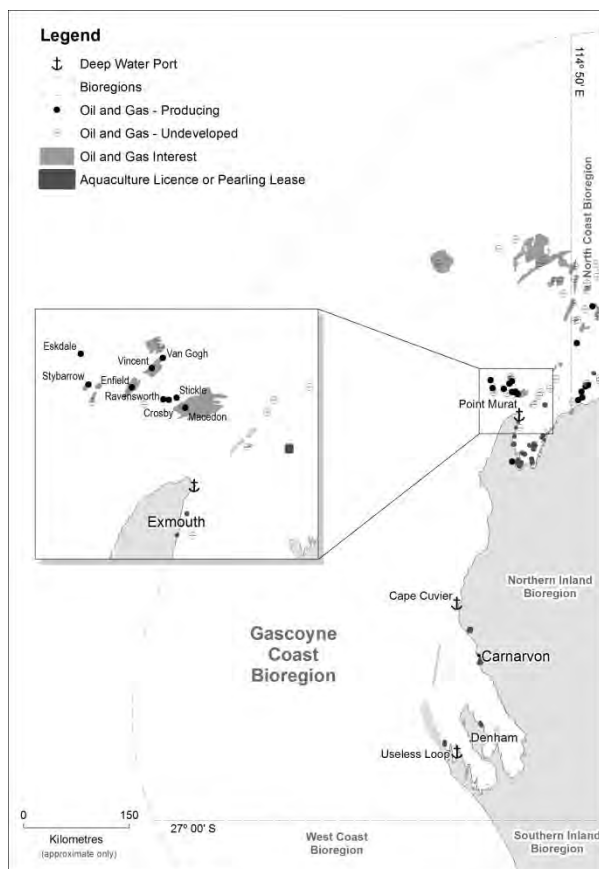 Legend
Deep Water Port
Bioregions
Oil and Gas - Producing
Oil and Gas - Undeveloped
Oil and Gas Interest
Aquaculture Licence or Pearling Lease
114° 50' E
North Coast Bioregion
Eskdale
Van Gogh
Vincent
Stybarrow
Enfield
Stickle
Ravensworth
Crosby
Macedon
Exmouth
Point Murat
Northern Inland
Bioregion
Cape Cuvier
Carnarvon
Gascoyne
Coast
Bioregion
Denham
Useless Loop
0
150
Kilometres
(approximate only)
27° 00' S
West Coast
Bioregion
Southern Inland
Bioregion